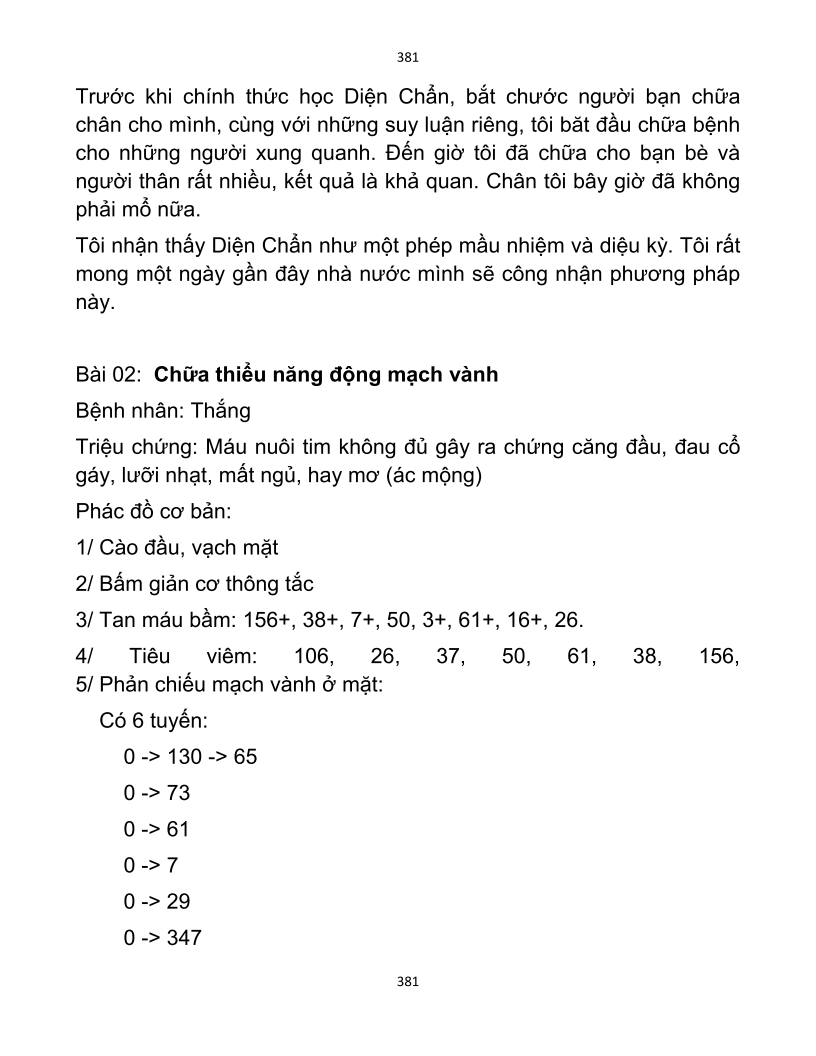 381
Trước khi chính thức học Diện Chẩn, bắt chước người bạn chữa
chân cho mình, cùng với những suy luận riêng, tôi băt đầu chữa bệnh
cho những người xung quanh. Đến giờ tôi đã chữa cho bạn bè và
người thân rất nhiều, kết quả là khả quan. Chân tôi bây giờ đã không
phải mổ nữa.
Tôi nhận thấy Diện Chẩn như một phép mầu nhiệm và diệu kỳ. Tôi rất
mong một ngày gần đây nhà nước mình sẽ công nhận phương pháp
này.
Bài 02: Chữa thiểu năng động mạch vành
Bệnh nhân: Thắng
Triệu chứng: Máu nuôi tim không đủ gây ra chứng căng đầu, đau cổ
gáy, lưỡi nhạt, mất ngủ, hay mơ (ác mộng)
Phác đồ cơ bản:
1/ Cào đầu, vạch mặt
2/ Bấm giản cơ thông tắc
3/ Tan máu bầm: 156+, 38+, 7+, 50, 3+, 61+, 16+, 26.
4/ Tiêu viêm: 106, 26, 37, 50, 61, 38, 156,
5/ Phản chiếu mạch vành ở mặt:
Có 6 tuyến:
0 -> 130 -> 65
0 -> 73
0 -> 61
0 -> 7
0 -> 29
0 -> 347
381